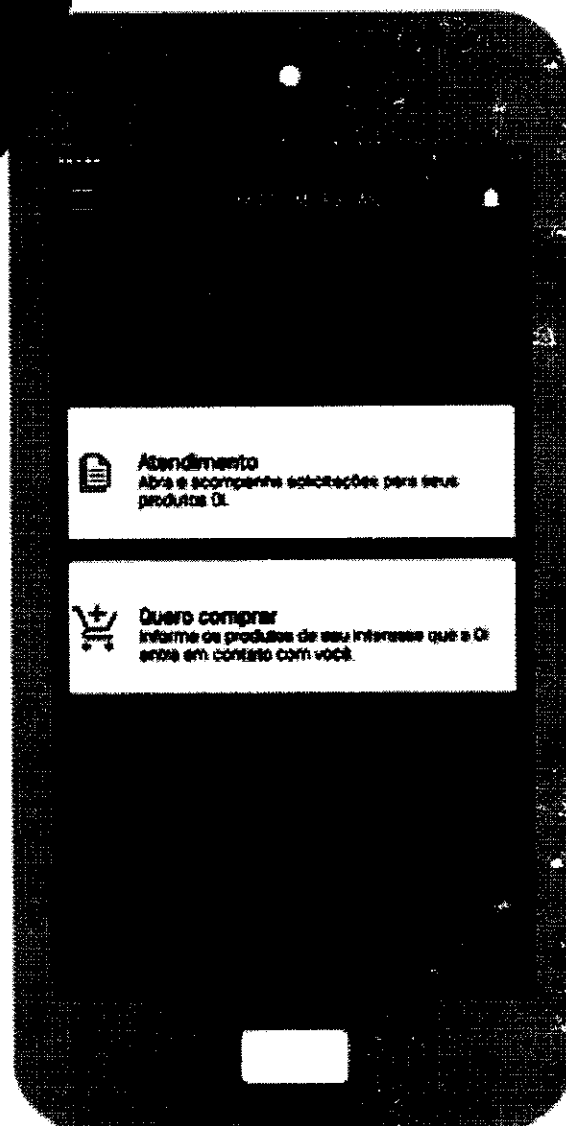 Atendimento
Abra e acompanhe solicitações para seus
produtos Oi.
Quero comprar
Informe os produtos de seu interesse que a Oi
entra em contato com você.